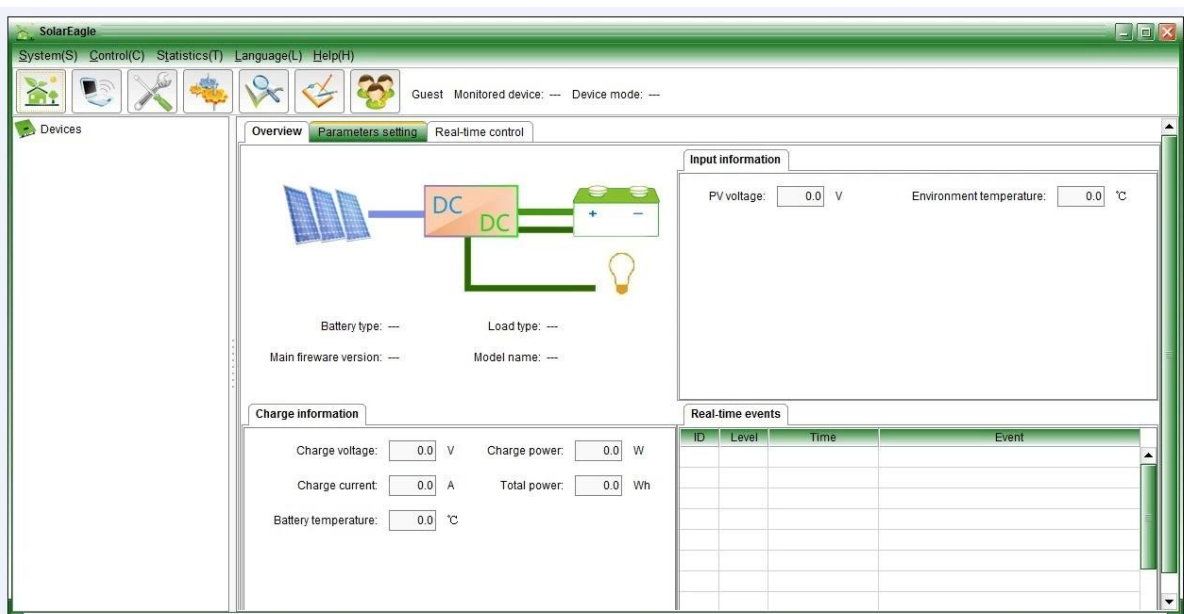 SolarEagle
System(S) Control(C) Statistics(T) Language(L) Help(H)
Guest Monitored device: --- Device mode: ---
Devices
Overview Parameters setting Real-time control
DC
DC
+ −
Battery type: --- Load type: ---
Main fireware version: --- Model name: ---
Input information
PV voltage: 0.0 V Environment temperature: 0.0 ℃
Charge information
Charge voltage: 0.0 V Charge power: 0.0 W
Charge current: 0.0 A Total power: 0.0 Wh
Battery temperature: 0.0 ℃
Real-time events
ID Level Time Event